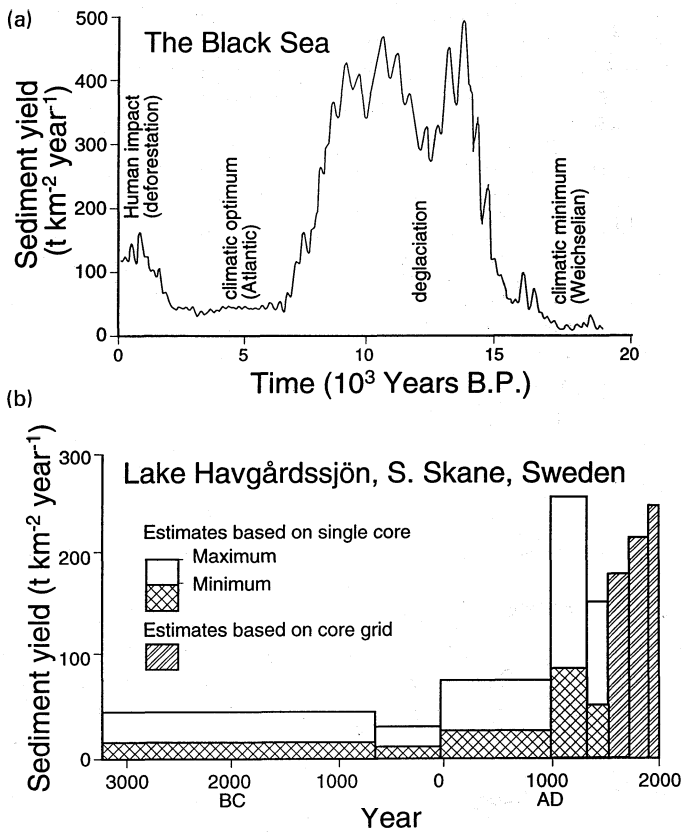 (a)
The Black Sea
Sediment yield
(t km⁻² year⁻¹)
500
400
300
200
100
0
Human impact
(deforestation)
climatic optimum
(Atlantic)
deglaciation
climatic minimum
(Weichselian)
0
5
10
15
20
Time (10³ Years B.P.)
(b)
Lake Havgårdssjön, S. Skane, Sweden
Sediment yield (t km⁻² year⁻¹)
300
200
100
0
Estimates based on single core
Maximum
Minimum
Estimates based on core grid
3000
2000
1000
0
1000
2000
BC
AD
Year